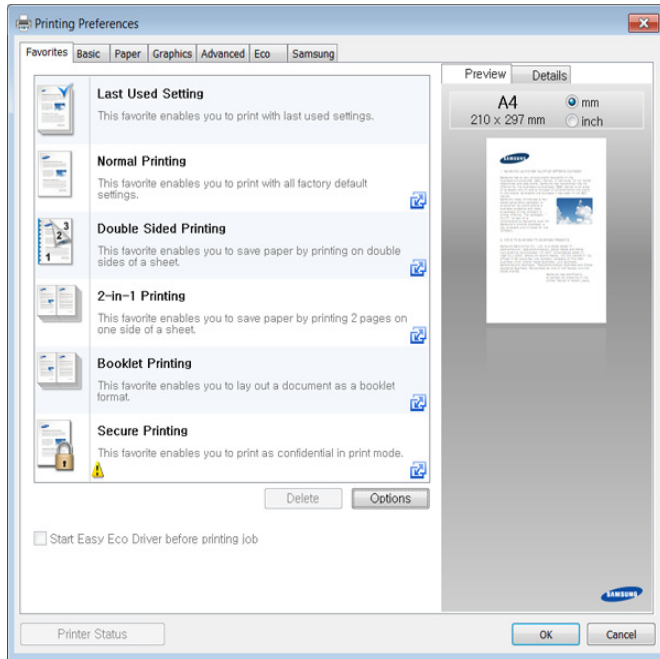 Printing Preferences
Favorites Basic Paper Graphics Advanced Eco Samsung
Last Used Setting
This favorite enables you to print with last used settings.
Normal Printing
This favorite enables you to print with all factory default
settings.
Double Sided Printing
This favorite enables you to save paper by printing on double
sides of a sheet.
2-in-1 Printing
This favorite enables you to save paper by printing 2 pages on
one side of a sheet.
Booklet Printing
This favorite enables you to lay out a document as a booklet
format.
Secure Printing
This favorite enables you to print as confidential in print mode.
Delete Options
Start Easy Eco Driver before printing job
Preview Details
A4
210 x 297 mm
mm
inch
SAMSUNG
SAMSUNG
Printer Status
OK Cancel